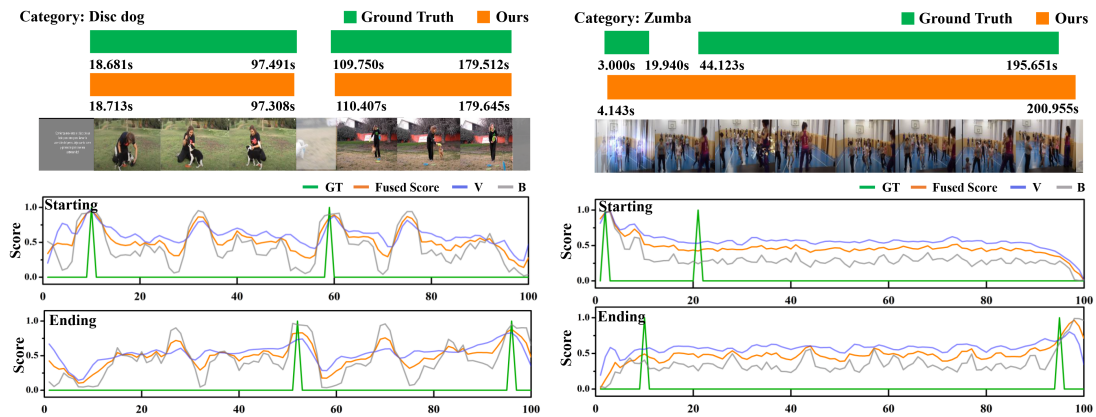 Category: Disc dog
Ground Truth
Ours
18.681s
97.491s
109.750s
179.512s
18.713s
97.308s
110.407s
179.645s
GT
Fused Score
V
B
Starting
Score
1.0
0.5
0.0
0
20
40
60
80
100
Ending
Score
1.0
0.5
0.0
0
20
40
60
80
100
Category: Zumba
Ground Truth
Ours
3.000s
19.940s
44.123s
195.651s
4.143s
200.955s
GT
Fused Score
V
B
Starting
Score
1.0
0.5
0.0
0
20
40
60
80
100
Ending
Score
1.0
0.5
0.0
0
20
40
60
80
100